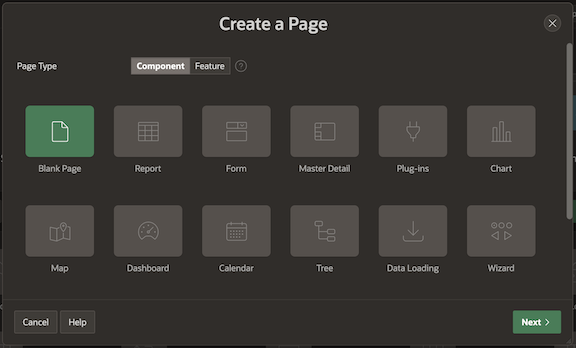 Create a Page
Page Type Component Feature ?
Blank Page Report Form Master Detail Plug-ins Chart
Map Dashboard Calendar Tree Data Loading Wizard
Cancel Help Next